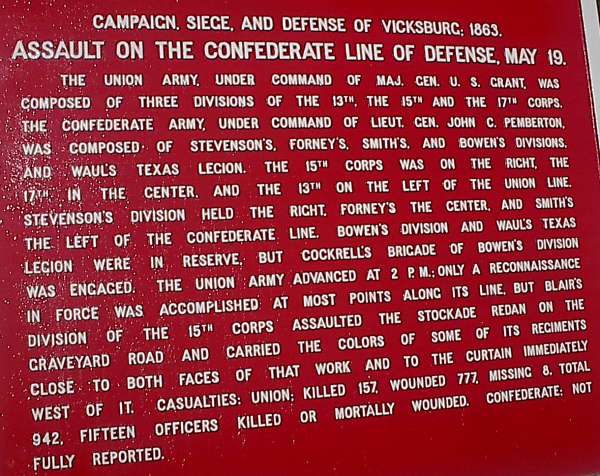 CAMPAIGN, SIEGE, AND DEFENSE OF VICKSBURG; 1863.
ASSAULT ON THE CONFEDERATE LINE OF DEFENSE, MAY 19.
THE UNION ARMY, UNDER COMMAND OF MAJ. GEN. U. S. GRANT, WAS
COMPOSED OF THREE DIVISIONS OF THE 13TH, THE 15TH AND THE 17TH CORPS.
THE CONFEDERATE ARMY, UNDER COMMAND OF LIEUT. GEN. JOHN C. PEMBERTON,
WAS COMPOSED OF STEVENSON'S, FORNEY'S, SMITH'S, AND BOWEN'S DIVISIONS,
AND WAUL'S TEXAS LEGION. THE 15TH CORPS WAS ON THE RIGHT, THE
17TH IN THE CENTER, AND THE 13TH ON THE LEFT OF THE UNION LINE.
STEVENSON'S DIVISION HELD THE RIGHT, FORNEY'S THE CENTER, AND SMITH'S
THE LEFT OF THE CONFEDERATE LINE. BOWEN'S DIVISION AND WAUL'S TEXAS
LEGION WERE IN RESERVE, BUT COCKRELL'S BRIGADE OF BOWEN'S DIVISION
WAS ENGAGED. THE UNION ARMY ADVANCED AT 2 P.M.; ONLY A RECONNAISSANCE
IN FORCE WAS ACCOMPLISHED AT MOST POINTS ALONG ITS LINE, BUT BLAIR'S
DIVISION OF THE 15TH CORPS ASSAULTED THE STOCKADE REDAN ON THE
GRAVEYARD ROAD AND CARRIED THE COLORS OF SOME OF ITS REGIMENTS
CLOSE TO BOTH FACES OF THAT WORK AND TO THE CURTAIN IMMEDIATELY
WEST OF IT. CASUALTIES: UNION; KILLED 157, WOUNDED 777, MISSING 8, TOTAL
942, FIFTEEN OFFICERS KILLED OR MORTALLY WOUNDED. CONFEDERATE; NOT
FULLY REPORTED.